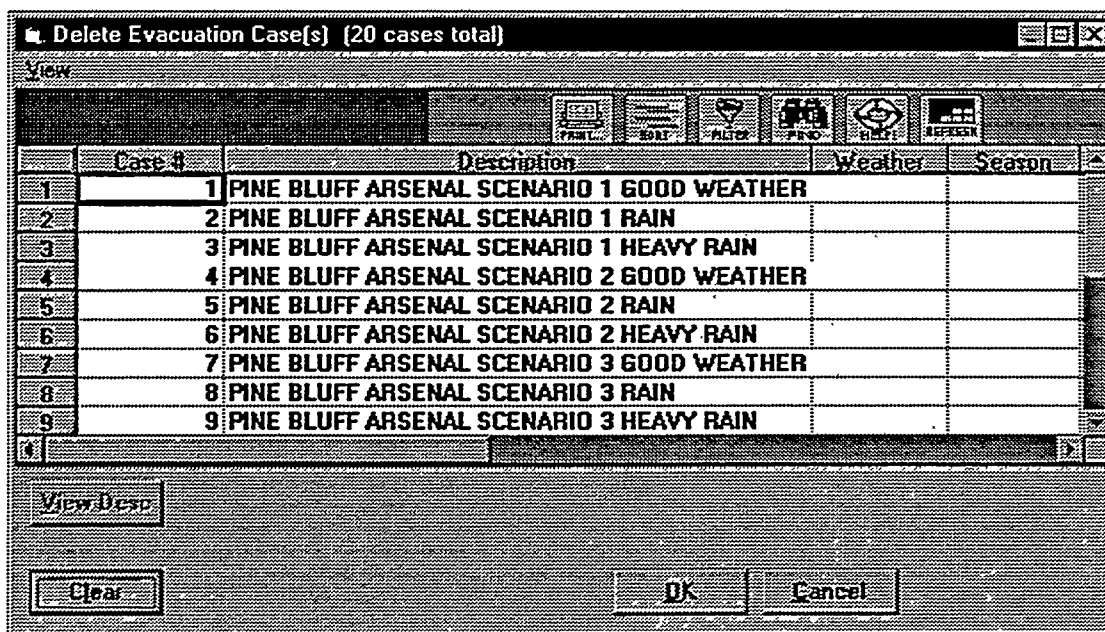 Delete Evacuation Case(s) (20 cases total)
View
PRINT... SORT FILTER FIND HELP! REFRESH
Case # Description Weather Season
1 1 PINE BLUFF ARSENAL SCENARIO 1 GOOD WEATHER
2 2 PINE BLUFF ARSENAL SCENARIO 1 RAIN
3 3 PINE BLUFF ARSENAL SCENARIO 1 HEAVY RAIN
4 4 PINE BLUFF ARSENAL SCENARIO 2 GOOD WEATHER
5 5 PINE BLUFF ARSENAL SCENARIO 2 RAIN
6 6 PINE BLUFF ARSENAL SCENARIO 2 HEAVY RAIN
7 7 PINE BLUFF ARSENAL SCENARIO 3 GOOD WEATHER
8 8 PINE BLUFF ARSENAL SCENARIO 3 RAIN
9 9 PINE BLUFF ARSENAL SCENARIO 3 HEAVY RAIN
View Desc
Clear OK Cancel